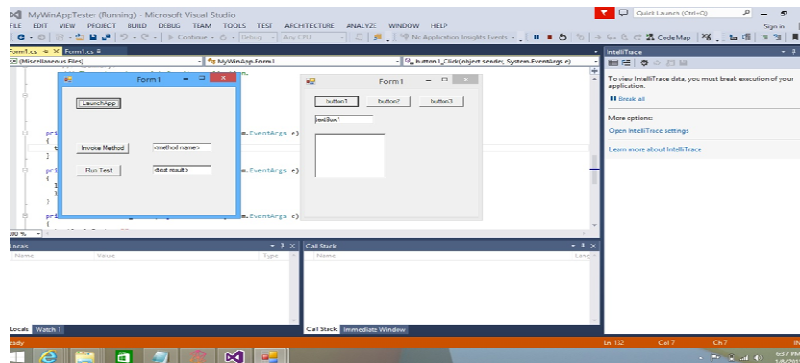 MyWinAppTester (Running) - Microsoft Visual Studio
Quick Launch (Ctrl+Q)
FILE EDIT VIEW PROJECT BUILD DEBUG TEAM TOOLS TEST ARCHITECTURE ANALYZE WINDOW HELP
Sign in
Continue
Debug
Any CPU
No Application Insights Events
Code Map
Form1.cs
Form1.cs
(Miscellaneous Files)
MyWinApp.Form1
button1_Click(object sender, System.EventArgs e)
Form1
LaunchApp
Invoke Method
<method name>
Run Test
<test result>
Form1
button1
button2
button3
m.EventArgs e)
m.EventArgs e)
m.EventArgs e)
IntelliTrace
To view IntelliTrace data, you must break execution of your
application.
Break all
More options:
Open IntelliTrace settings
Learn more about IntelliTrace
Locals
Name
Value
Type
Call Stack
Name
Locals
Watch 1
Call Stack
Immediate Window
Ln 132
Col 7
Ch 7
6:37 PM